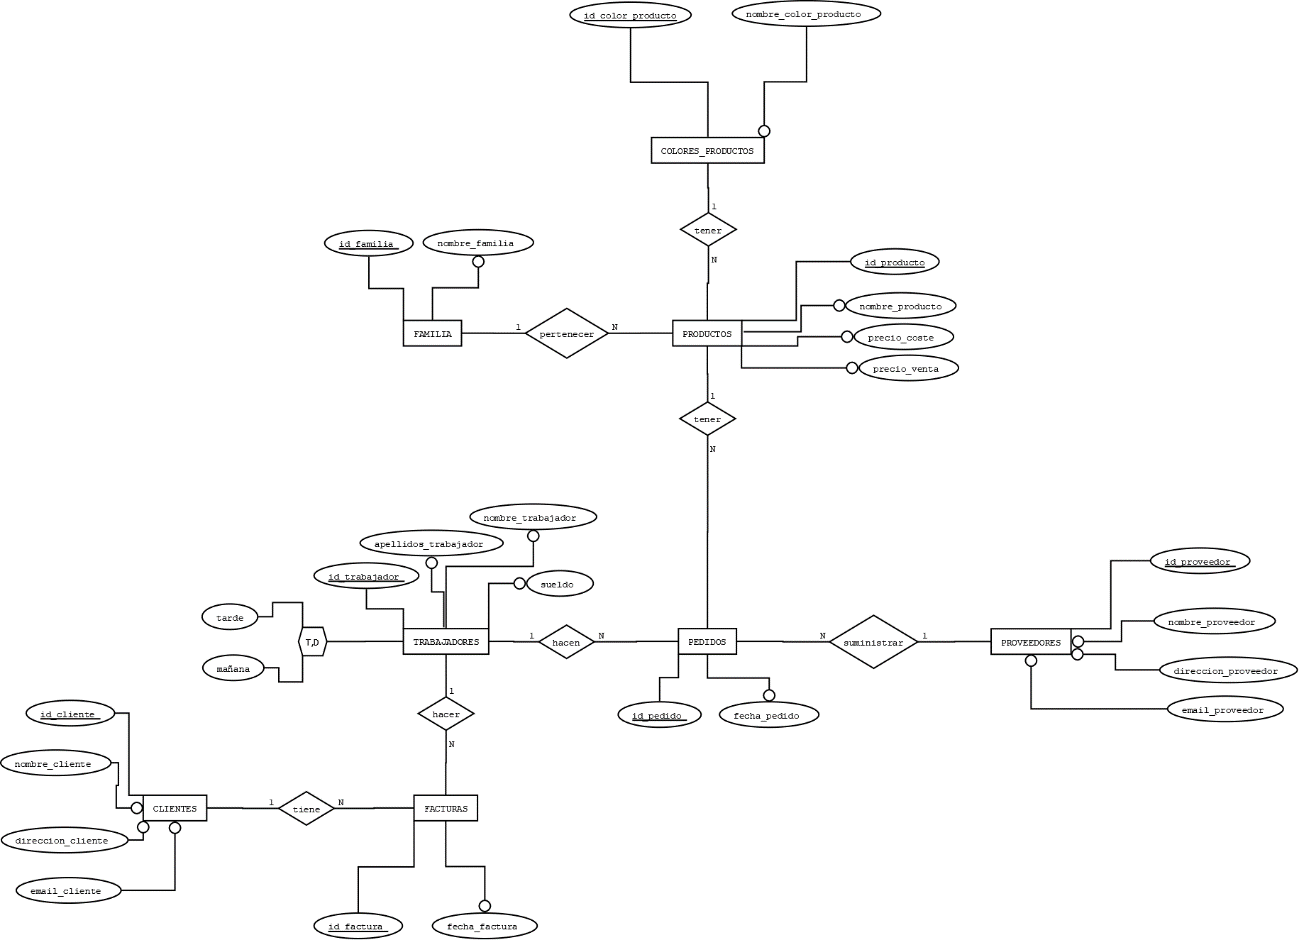 id_color_producto
nombre_color_producto
COLORES_PRODUCTOS
1
tener
N
id_familia
nombre_familia
id_producto
nombre_producto
FAMILIA
1
pertenecer
N
PRODUCTOS
precio_coste
precio_venta
1
tener
N
nombre_trabajador
apellidos_trabajador
id_trabajador
sueldo
id_proveedor
tarde
nombre_proveedor
T,D
TRABAJADORES
1
hacen
N
PEDIDOS
N
suministrar
1
PROVEEDORES
mañana
direccion_proveedor
1
hacer
N
id_pedido
fecha_pedido
email_proveedor
id_cliente
nombre_cliente
CLIENTES
1
tiene
N
FACTURAS
direccion_cliente
email_cliente
id_factura
fecha_factura